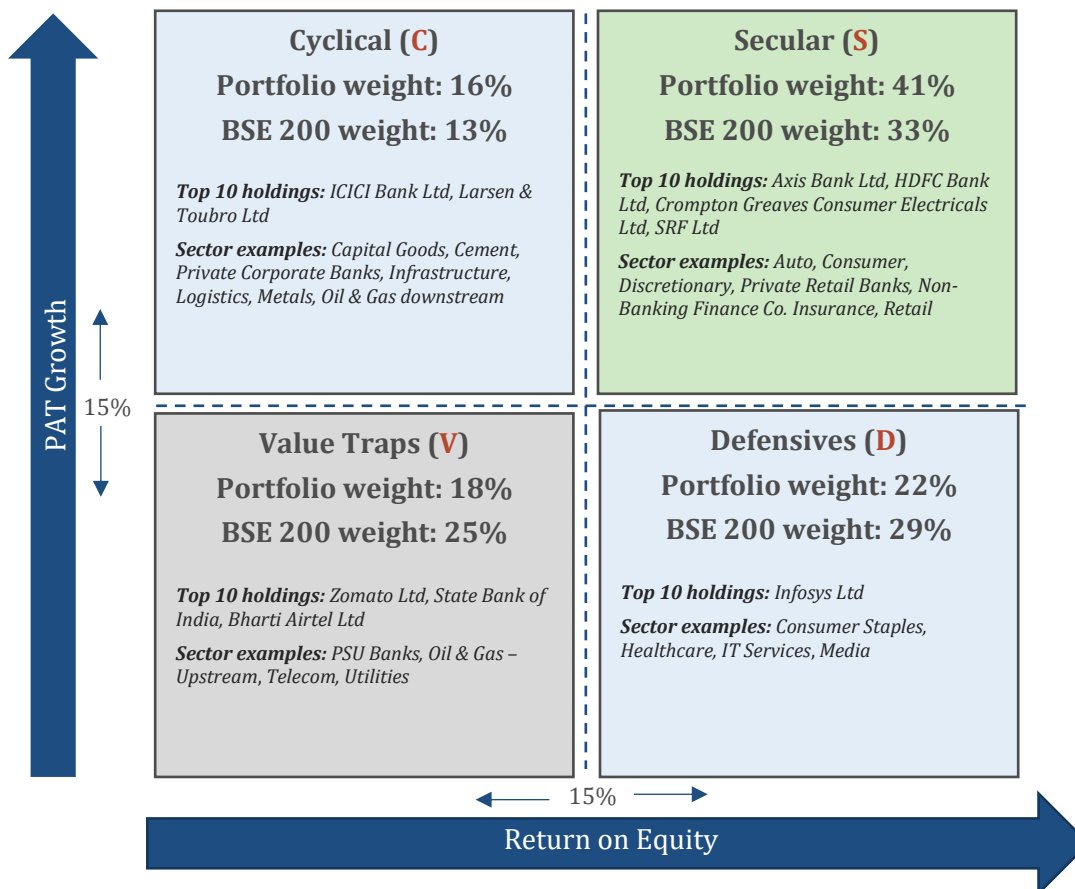 PAT Growth
15%
Cyclical (C)
Portfolio weight: 16%
BSE 200 weight: 13%
Top 10 holdings: ICICI Bank Ltd, Larsen &
Toubro Ltd
Sector examples: Capital Goods, Cement,
Private Corporate Banks, Infrastructure,
Logistics, Metals, Oil & Gas downstream
Secular (S)
Portfolio weight: 41%
BSE 200 weight: 33%
Top 10 holdings: Axis Bank Ltd, HDFC Bank
Ltd, Crompton Greaves Consumer Electricals
Ltd, SRF Ltd
Sector examples: Auto, Consumer,
Discretionary, Private Retail Banks, Non-
Banking Finance Co. Insurance, Retail
Value Traps (V)
Portfolio weight: 18%
BSE 200 weight: 25%
Top 10 holdings: Zomato Ltd, State Bank of
India, Bharti Airtel Ltd
Sector examples: PSU Banks, Oil & Gas –
Upstream, Telecom, Utilities
Defensives (D)
Portfolio weight: 22%
BSE 200 weight: 29%
Top 10 holdings: Infosys Ltd
Sector examples: Consumer Staples,
Healthcare, IT Services, Media
15%
Return on Equity